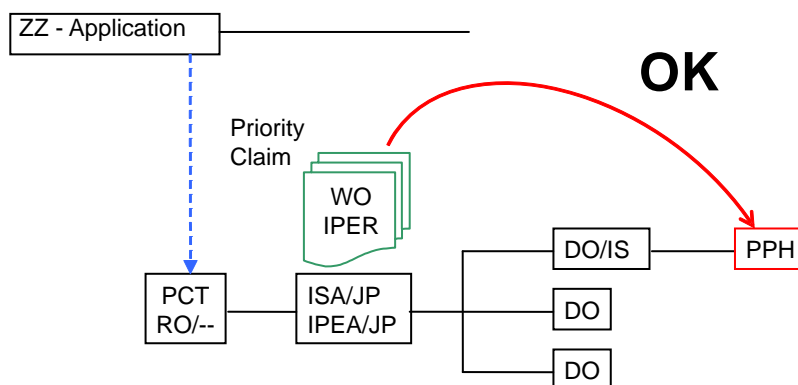 ZZ - Application
OK
Priority
Claim
WO
IPER
DO/IS
PPH
PCT
RO/--
ISA/JP
IPEA/JP
DO
DO